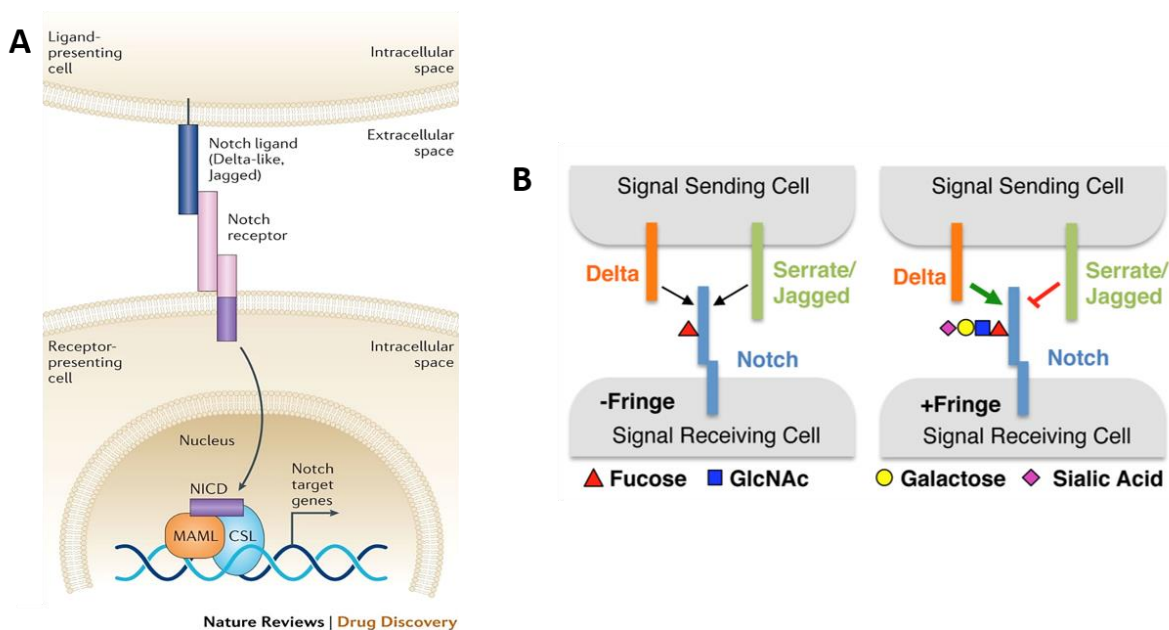 A
Ligand-
presenting
cell
Intracellular
space
Extracellular
space
Notch ligand
(Delta-like,
Jagged)
Notch
receptor
Receptor-
presenting
cell
Intracellular
space
Nucleus
Notch
target
genes
NICD
MAML
CSL
Nature Reviews | Drug Discovery
B
Signal Sending Cell
Delta
Serrate/
Jagged
Notch
-Fringe
Signal Receiving Cell
Signal Sending Cell
Delta
Serrate/
Jagged
Notch
+Fringe
Signal Receiving Cell
Fucose GlcNAc Galactose Sialic Acid